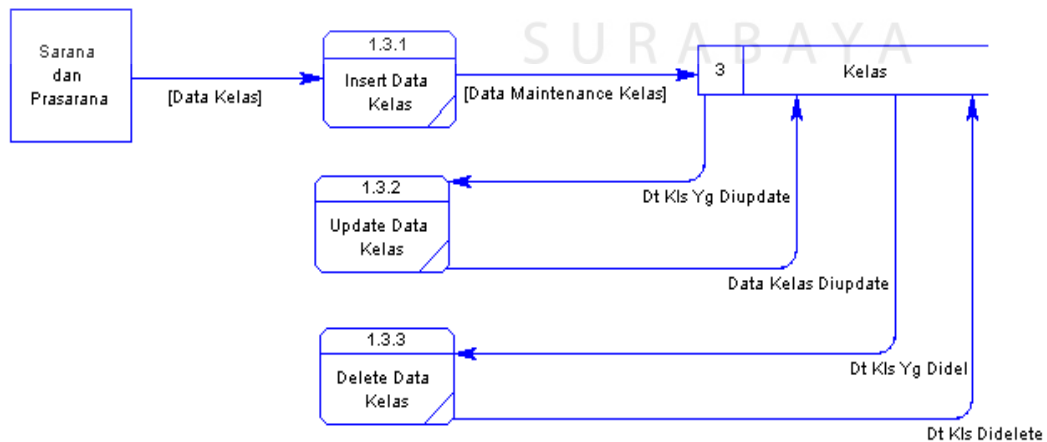 SURABAYA
Sarana
dan
Prasarana
[Data Kelas]
1.3.1
Insert Data
Kelas
[Data Maintenance Kelas]
3
Kelas
1.3.2
Update Data
Kelas
Dt Kls Yg Diupdate
Data Kelas Diupdate
1.3.3
Delete Data
Kelas
Dt Kls Yg Didel
Dt Kls Didelete